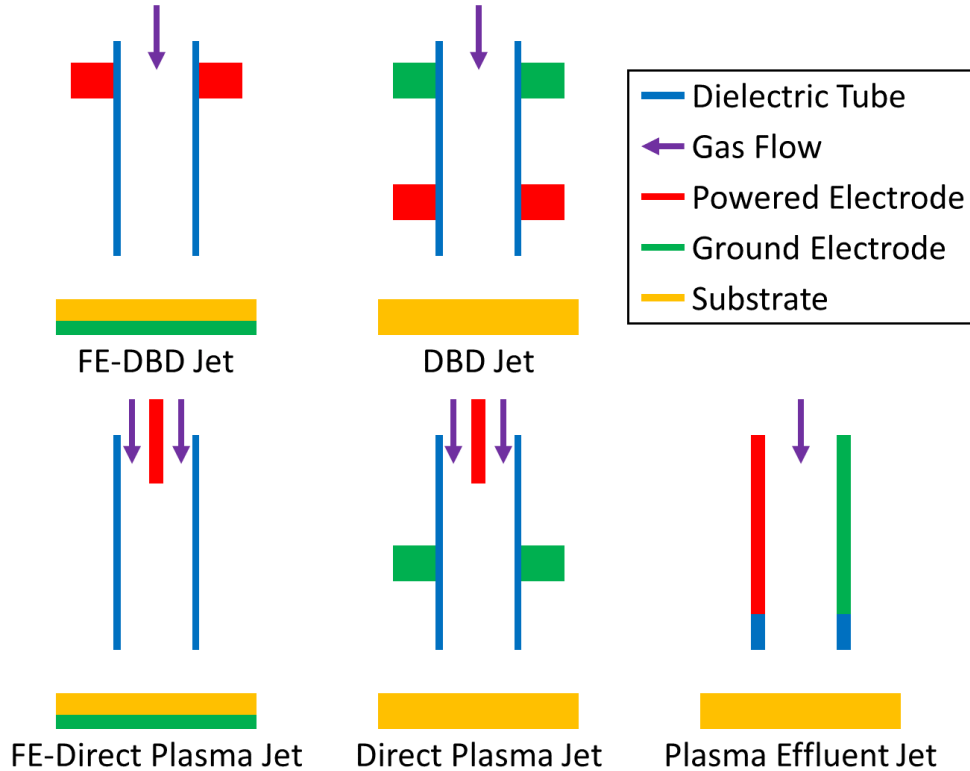 Dielectric Tube
Gas Flow
Powered Electrode
Ground Electrode
Substrate
FE-DBD Jet
DBD Jet
FE-Direct Plasma Jet
Direct Plasma Jet
Plasma Effluent Jet